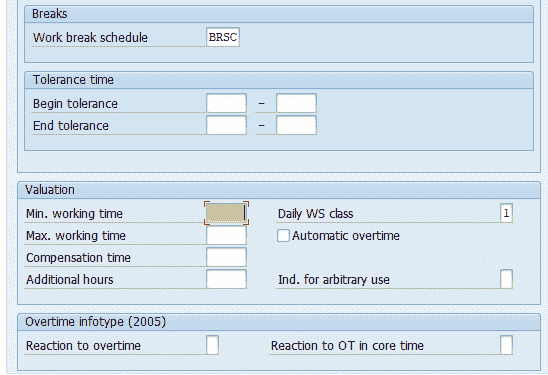 Breaks
Work break schedule BRSC
Tolerance time
Begin tolerance –
End tolerance –
Valuation
Min. working time Daily WS class 1
Max. working time Automatic overtime
Compensation time
Additional hours Ind. for arbitrary use
Overtime infotype (2005)
Reaction to overtime Reaction to OT in core time